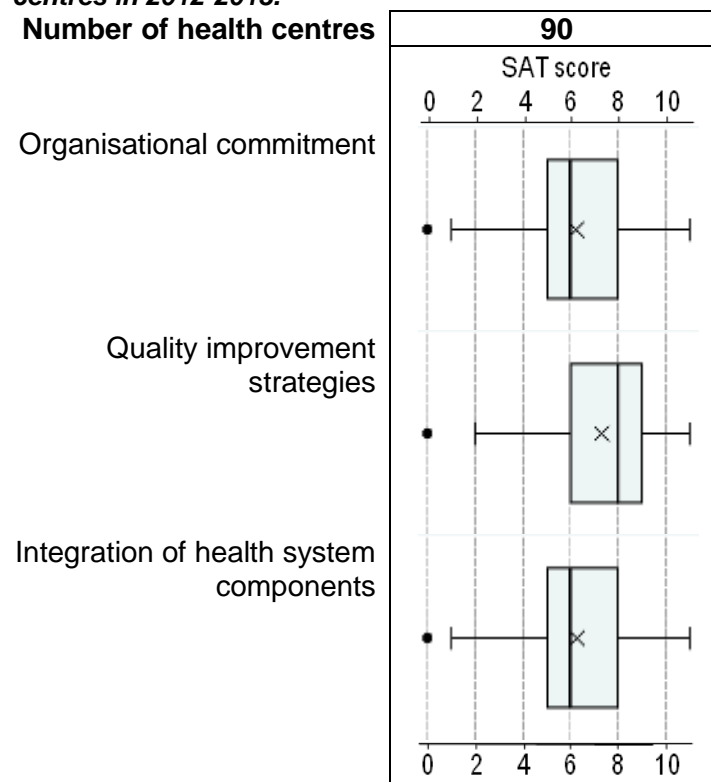 centres in 2012-2013.
Number of health centres 90
SAT score
0 2 4 6 8 10
Organisational commitment
Quality improvement
strategies
Integration of health system
components
0 2 4 6 8 10